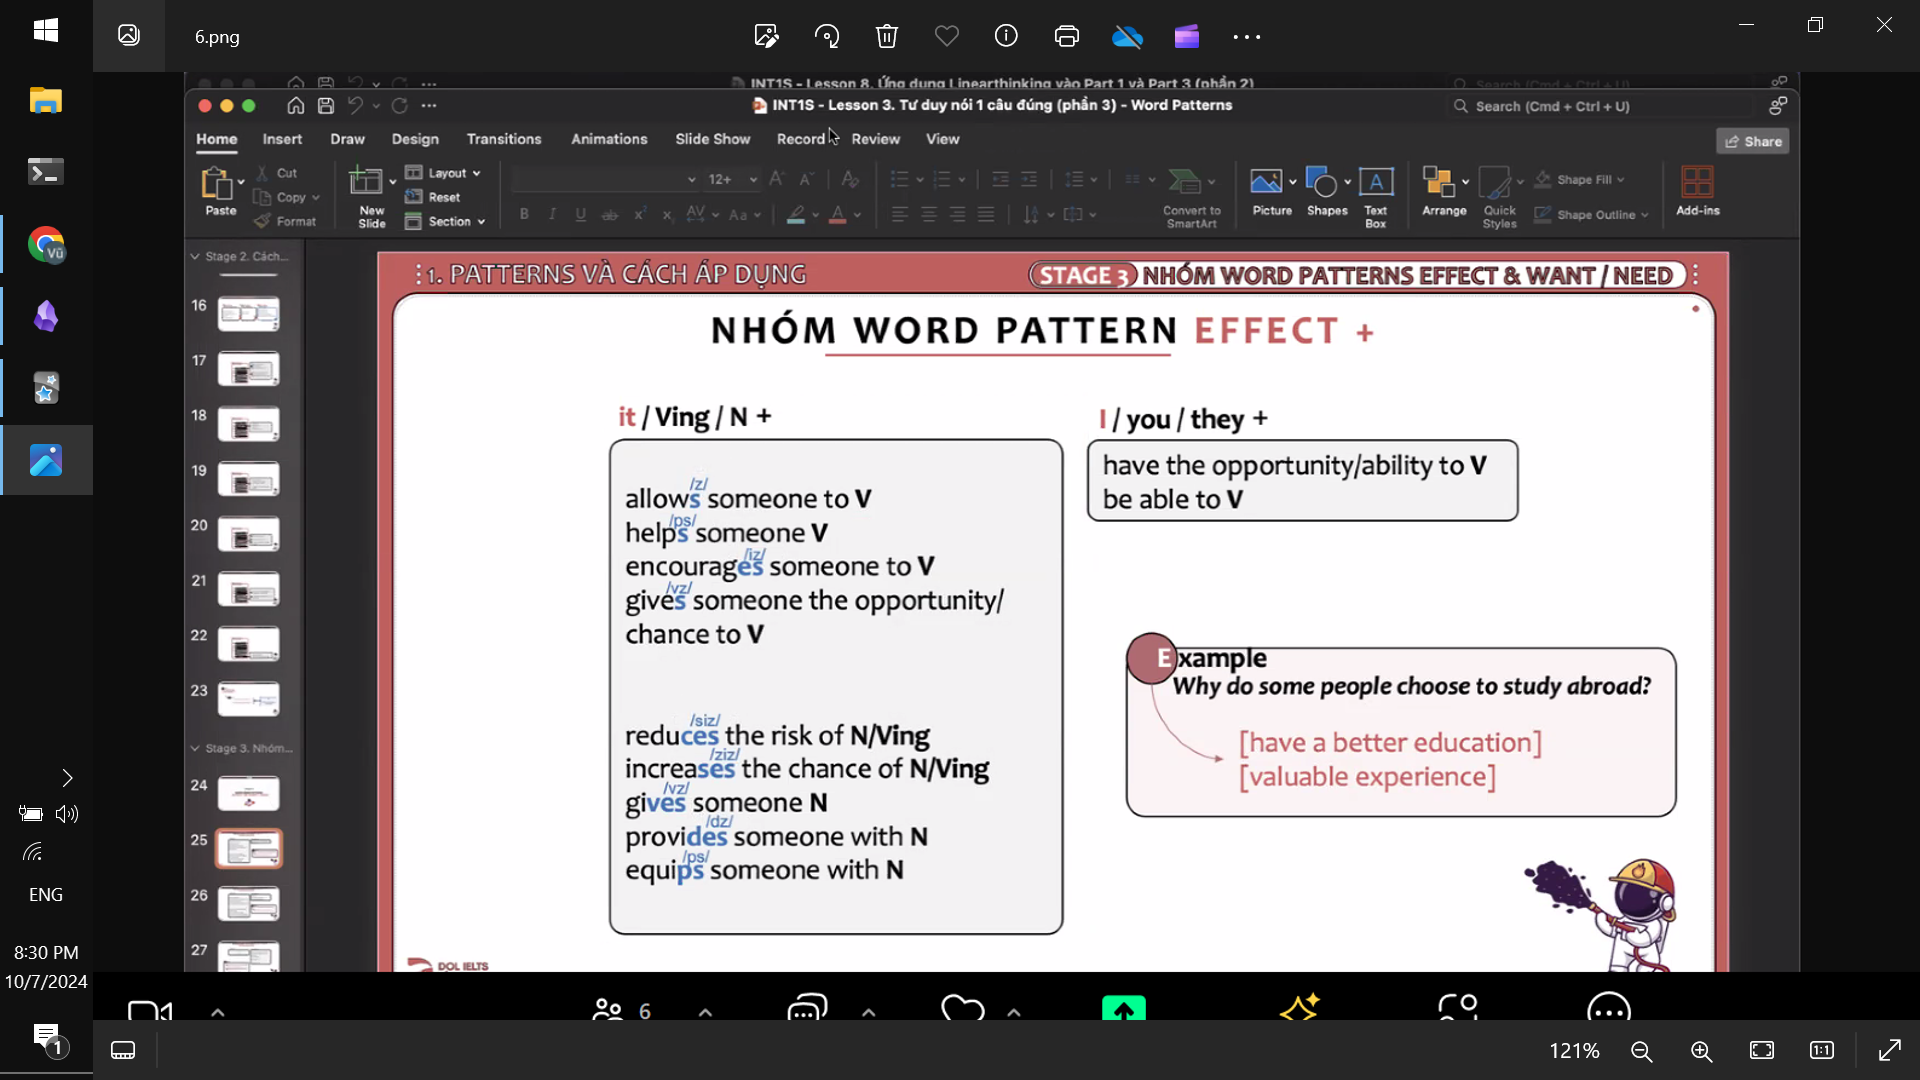 6.png
INT1S - Lesson 8. Ứng dụng Linearthinking vào Part 1 và Part 3 (phần 2)
Search (Cmd + Ctrl + U)
INT1S - Lesson 3. Tư duy nói 1 câu đúng (phần 3) - Word Patterns
Search (Cmd + Ctrl + U)
Home Insert Draw Design Transitions Animations Slide Show Record Review View
Share
Paste
Cut
Copy
Format
New Slide
Layout
Reset
Section
12+
Convert to SmartArt
Picture
Shapes
Text Box
Arrange
Quick Styles
Shape Fill
Shape Outline
Add-ins
Stage 2. Cách...
16
17
18
19
20
21
22
23
Stage 3. Nhóm...
24
25
26
27
1. PATTERNS VÀ CÁCH ÁP DỤNG
STAGE 3 NHÓM WORD PATTERNS EFFECT & WANT / NEED
NHÓM WORD PATTERN EFFECT +
it / Ving / N +
/z/
allows someone to V
/ps/
helps someone V
/iz/
encourages someone to V
/vz/
gives someone the opportunity/
chance to V
/siz/
reduces the risk of N/Ving
/ziz/
increases the chance of N/Ving
/vz/
gives someone N
/dz/
provides someone with N
/ps/
equips someone with N
I / you / they +
have the opportunity/ability to V
be able to V
Example
Why do some people choose to study abroad?
[have a better education]
[valuable experience]
DOL IELTS
6
ENG
8:30 PM
10/7/2024
1
Vũ
121%
1:1